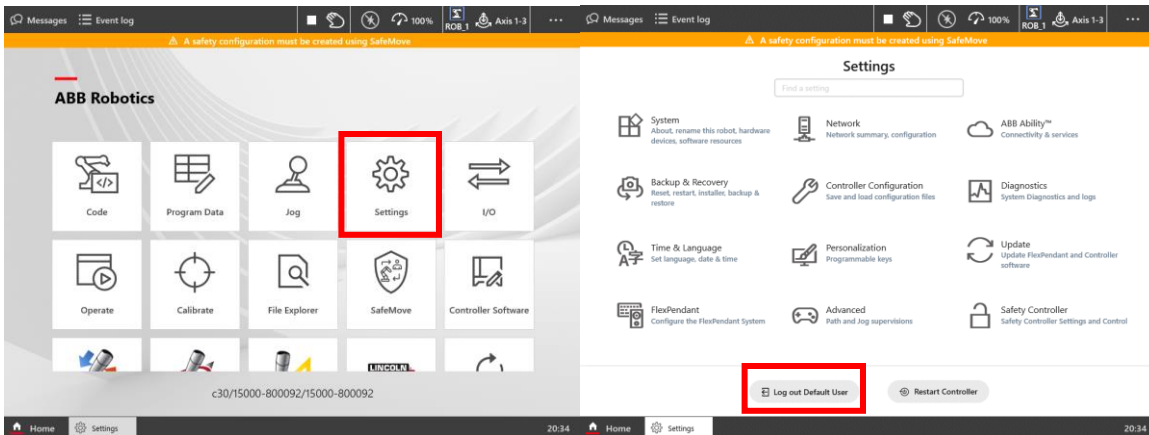 Messages Event log 100% ROB_1 Axis 1-3 ...
A safety configuration must be created using SafeMove
ABB Robotics
Code Program Data Jog Settings I/O
Operate Calibrate File Explorer SafeMove Controller Software
LINCOLN
c30/15000-800092/15000-800092
Home Settings 20:34
Messages Event log 100% ROB_1 Axis 1-3 ...
A safety configuration must be created using SafeMove
Settings
Find a setting
System
About, rename this robot, hardware
devices, software resources
Network
Network summary, configuration
ABB Ability™
Connectivity & services
Backup & Recovery
Reset, restart, installer, backup &
restore
Controller Configuration
Save and load configuration files
Diagnostics
System Diagnostics and logs
Time & Language
Set language, date & time
Personalization
Programmable keys
Update
Update FlexPendant and Controller
software
FlexPendant
Configure the FlexPendant System
Advanced
Path and Jog supervisions
Safety Controller
Safety Controller Settings and Control
Log out Default User Restart Controller
Home Settings 20:34